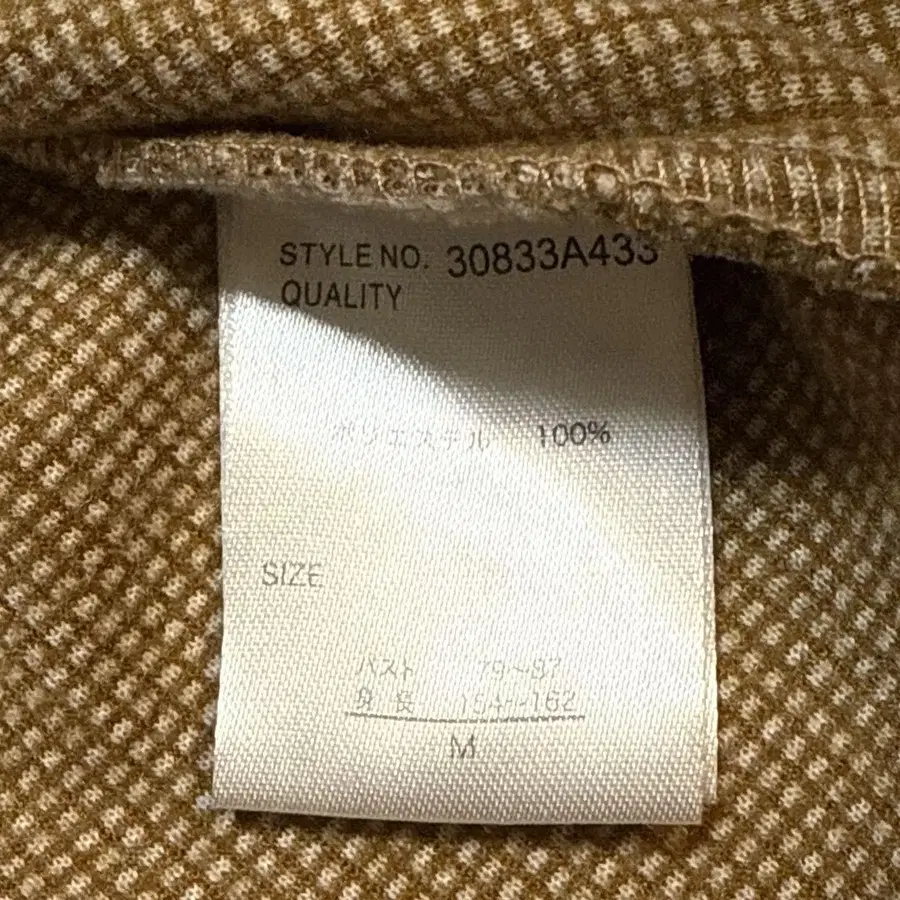 STYLE NO. 30833A433
QUALITY
ポリエステル 100%
SIZE
バスト 79~87
身長 154~162
M